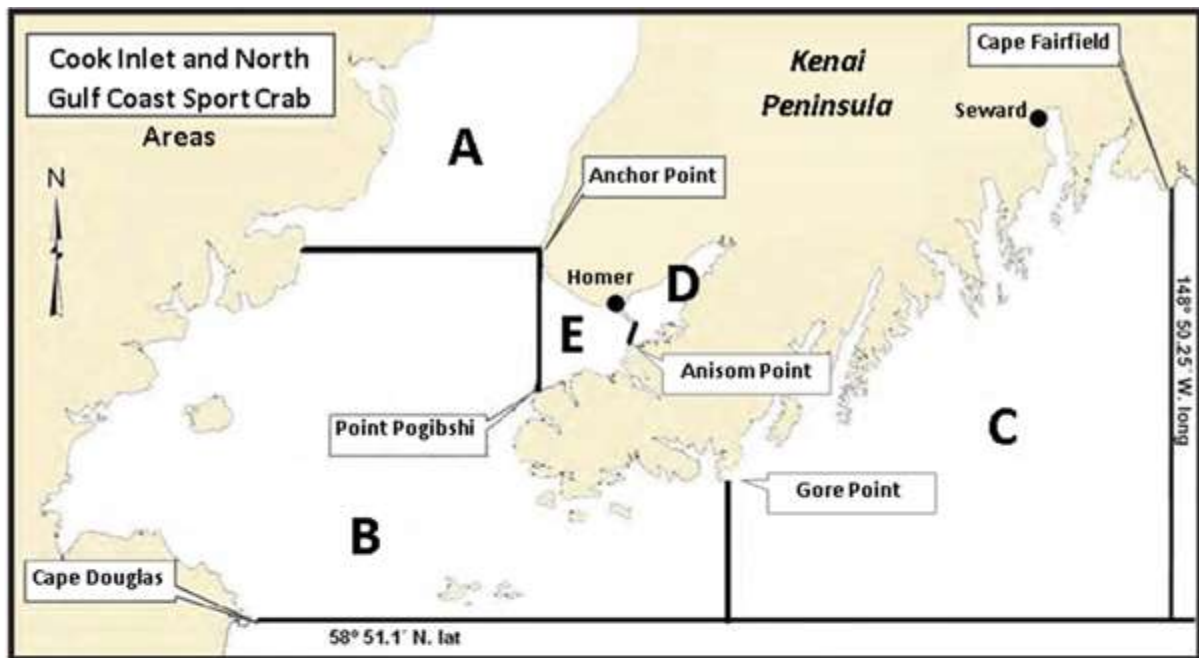 Cook Inlet and North
Gulf Coast Sport Crab
Areas
N
A
Kenai
Peninsula
Cape Fairfield
Seward
Anchor Point
Homer
D
E
Anisom Point
Point Pogibshi
C
148° 50.25' W. long
Gore Point
B
Cape Douglas
58° 51.1' N. lat